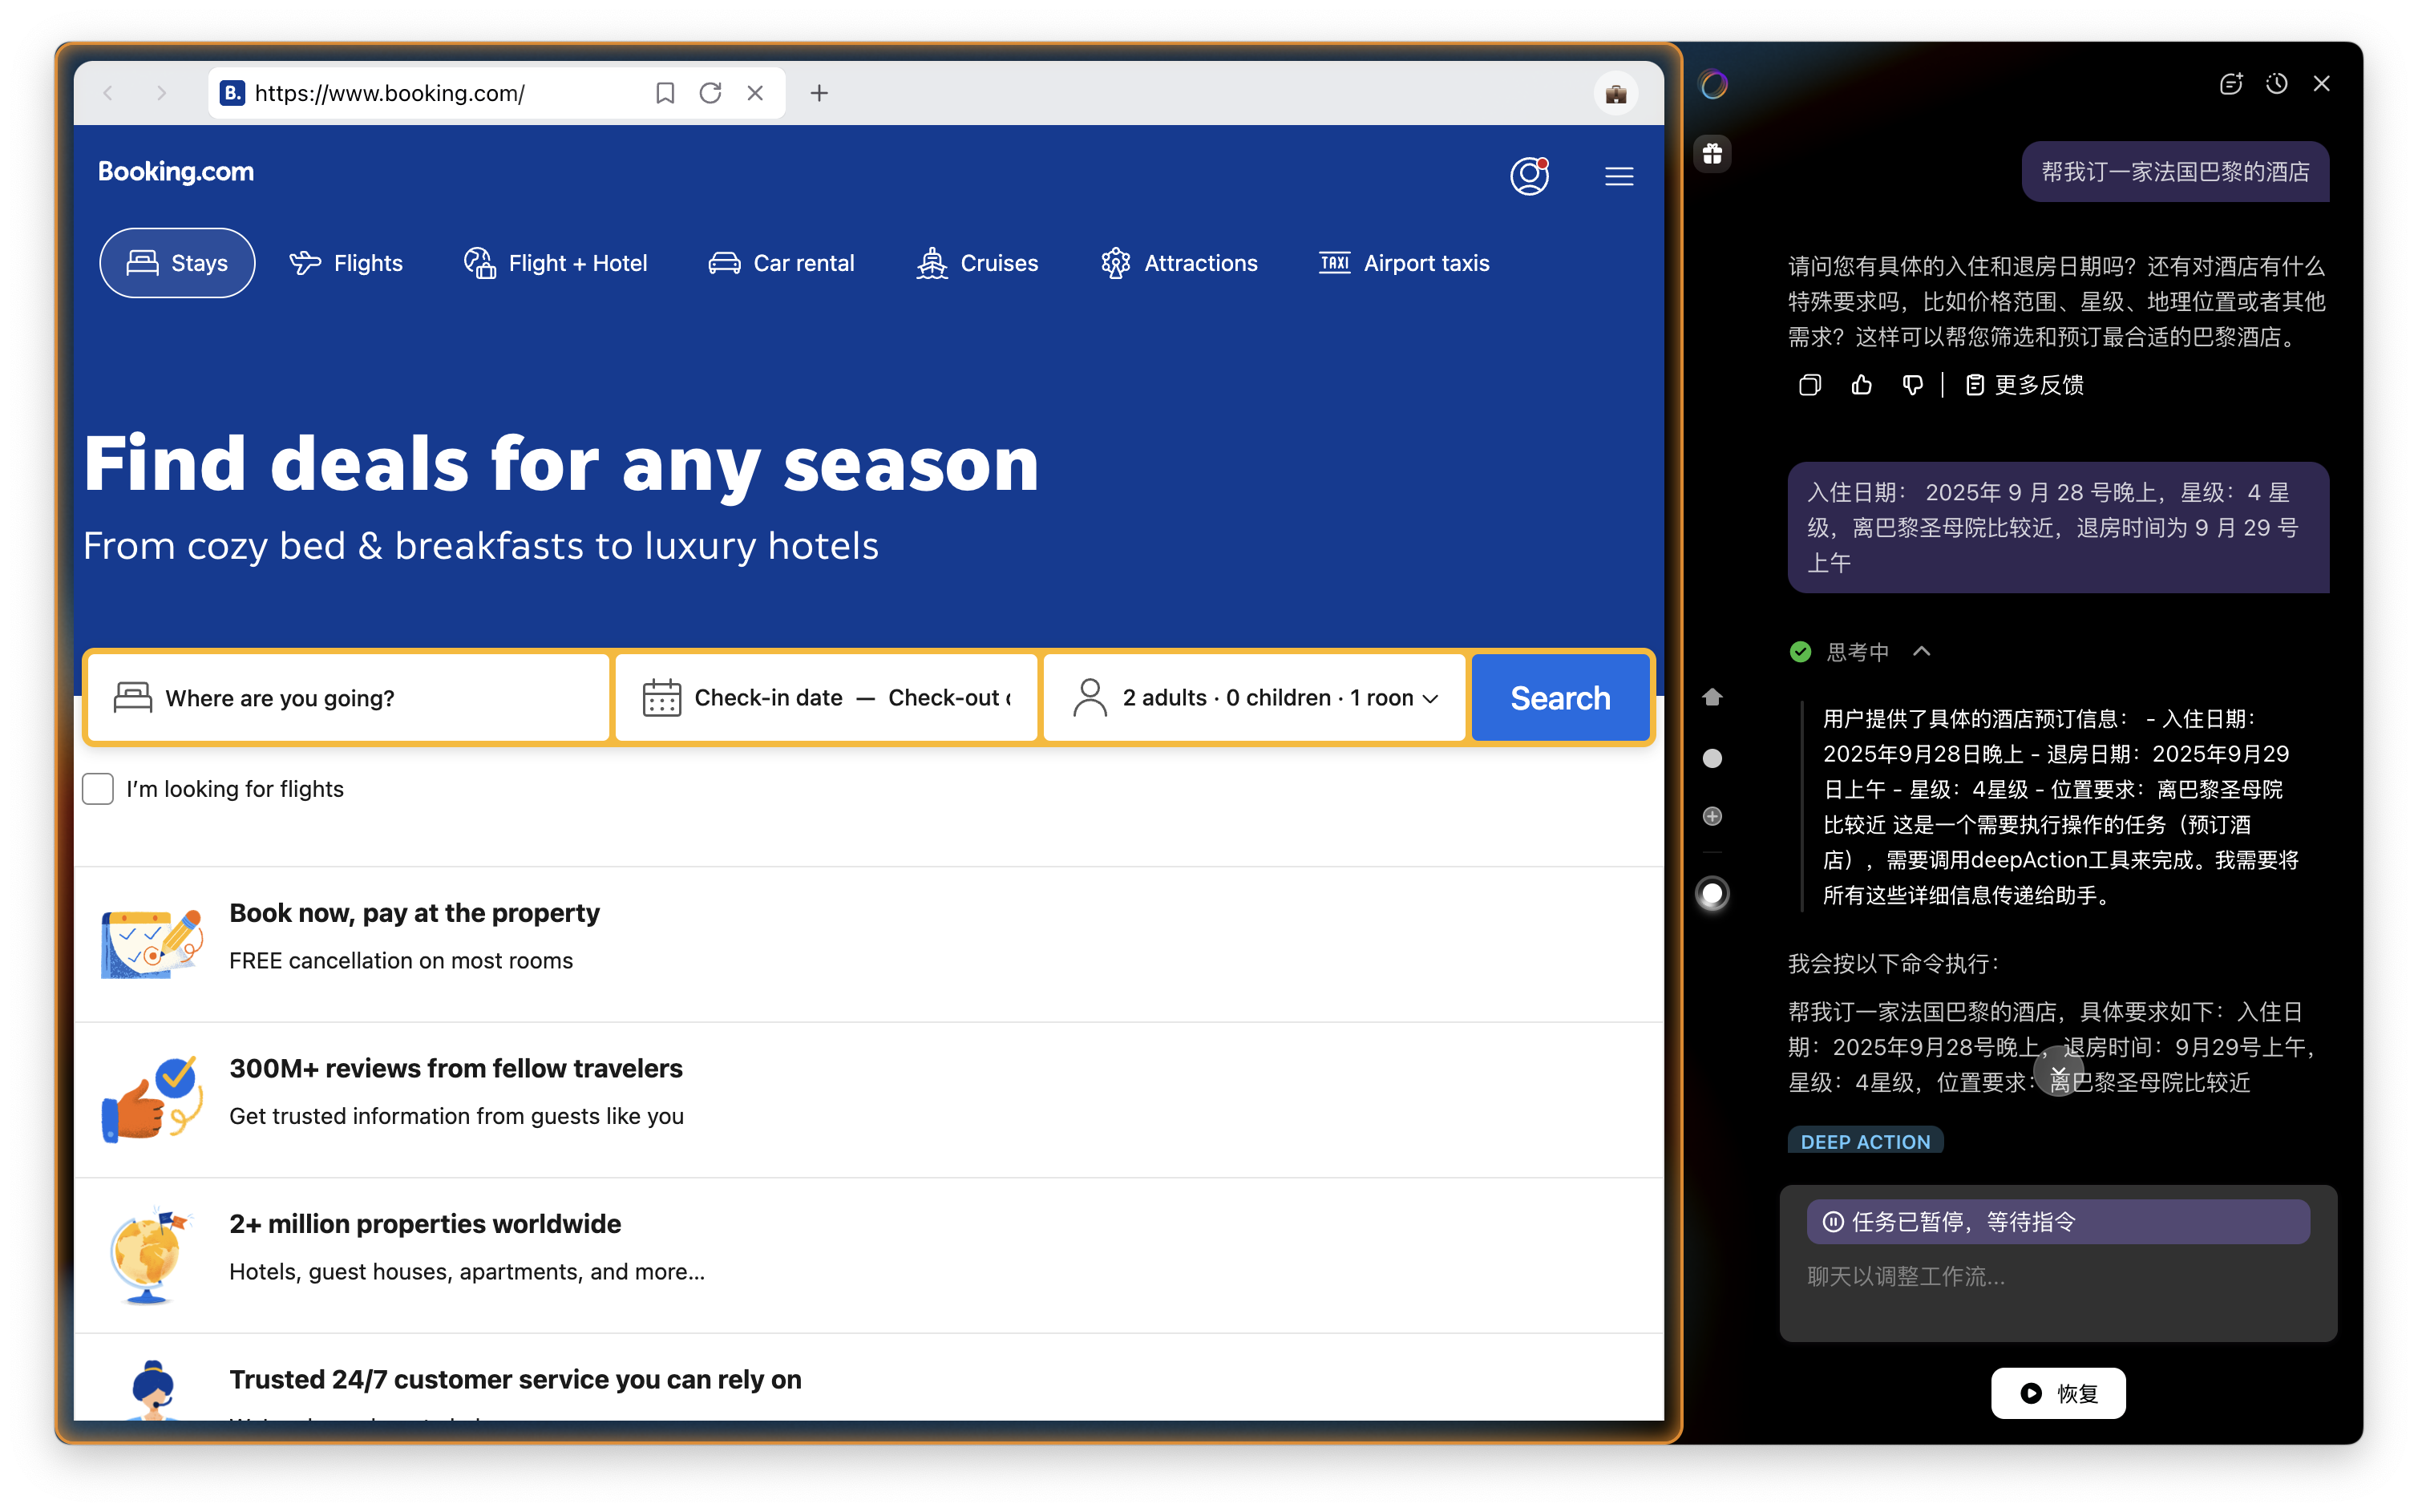 B. https://www.booking.com/
Booking.com
Stays
Flights
Flight + Hotel
Car rental
Cruises
Attractions
TAXI
Airport taxis
Find deals for any season
From cozy bed & breakfasts to luxury hotels
Where are you going?
Check-in date — Check-out
2 adults · 0 children · 1 roon
Search
I'm looking for flights
Book now, pay at the property
FREE cancellation on most rooms
300M+ reviews from fellow travelers
Get trusted information from guests like you
2+ million properties worldwide
Hotels, guest houses, apartments, and more...
Trusted 24/7 customer service you can rely on
帮我订一家法国巴黎的酒店
请问您有具体的入住和退房日期吗？还有对酒店有什么
特殊要求吗，比如价格范围、星级、地理位置或者其他
需求？这样可以帮您筛选和预订最合适的巴黎酒店。
更多反馈
入住日期： 2025年 9 月 28 号晚上，星级：4 星
级，离巴黎圣母院比较近，退房时间为 9 月 29 号
上午
思考中
用户提供了具体的酒店预订信息： - 入住日期：
2025年9月28日晚上 - 退房日期：2025年9月29
日上午 - 星级：4星级 - 位置要求：离巴黎圣母院
比较近 这是一个需要执行操作的任务（预订酒
店），需要调用deepAction工具来完成。我需要将
所有这些详细信息传递给助手。
我会按以下命令执行：
帮我订一家法国巴黎的酒店，具体要求如下：入住日
期：2025年9月28号晚上，退房时间：9月29号上午，
星级：4星级，位置要求：离巴黎圣母院比较近
DEEP ACTION
任务已暂停，等待指令
聊天以调整工作流...
恢复